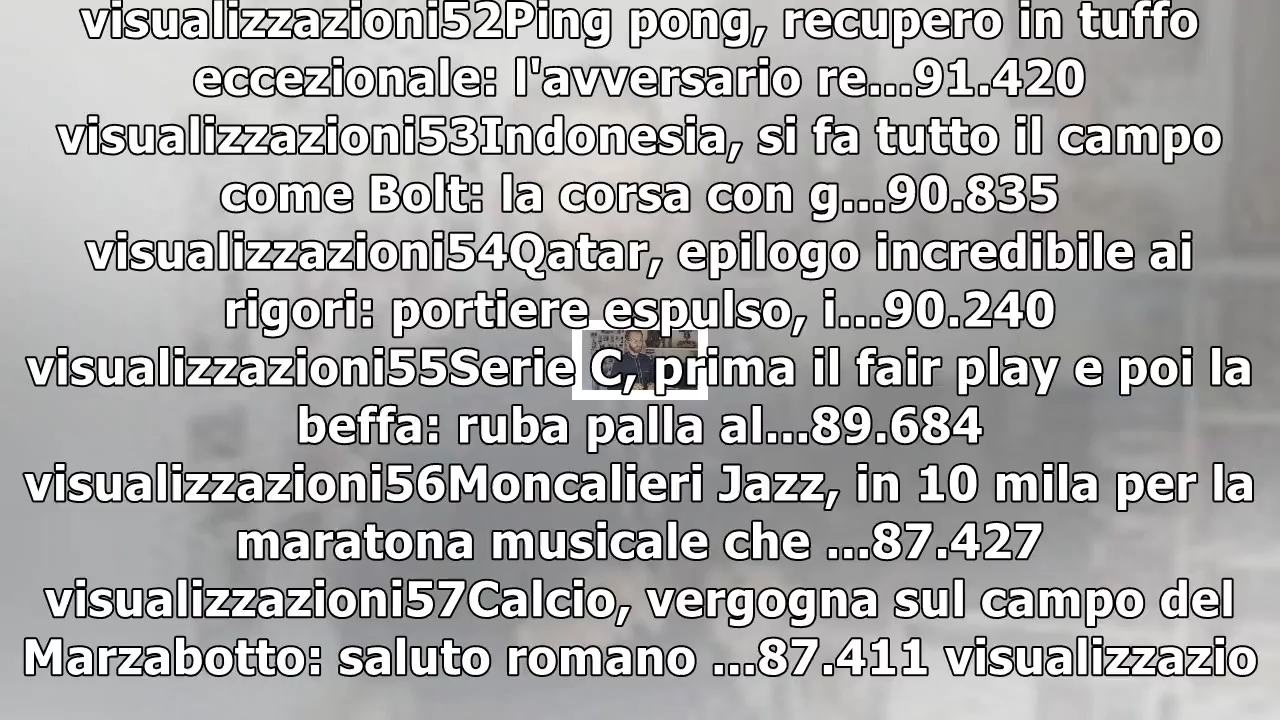 visualizzazioni52Ping pong, recupero in tuffo
eccezionale: l'avversario re...91.420
visualizzazioni53Indonesia, si fa tutto il campo
come Bolt: la corsa con g...90.835
visualizzazioni54Qatar, epilogo incredibile ai
rigori: portiere espulso, i...90.240
visualizzazioni55Serie C, prima il fair play e poi la
beffa: ruba palla al...89.684
visualizzazioni56Moncalieri Jazz, in 10 mila per la
maratona musicale che ...87.427
visualizzazioni57Calcio, vergogna sul campo del
Marzabotto: saluto romano ...87.411 visualizzazio